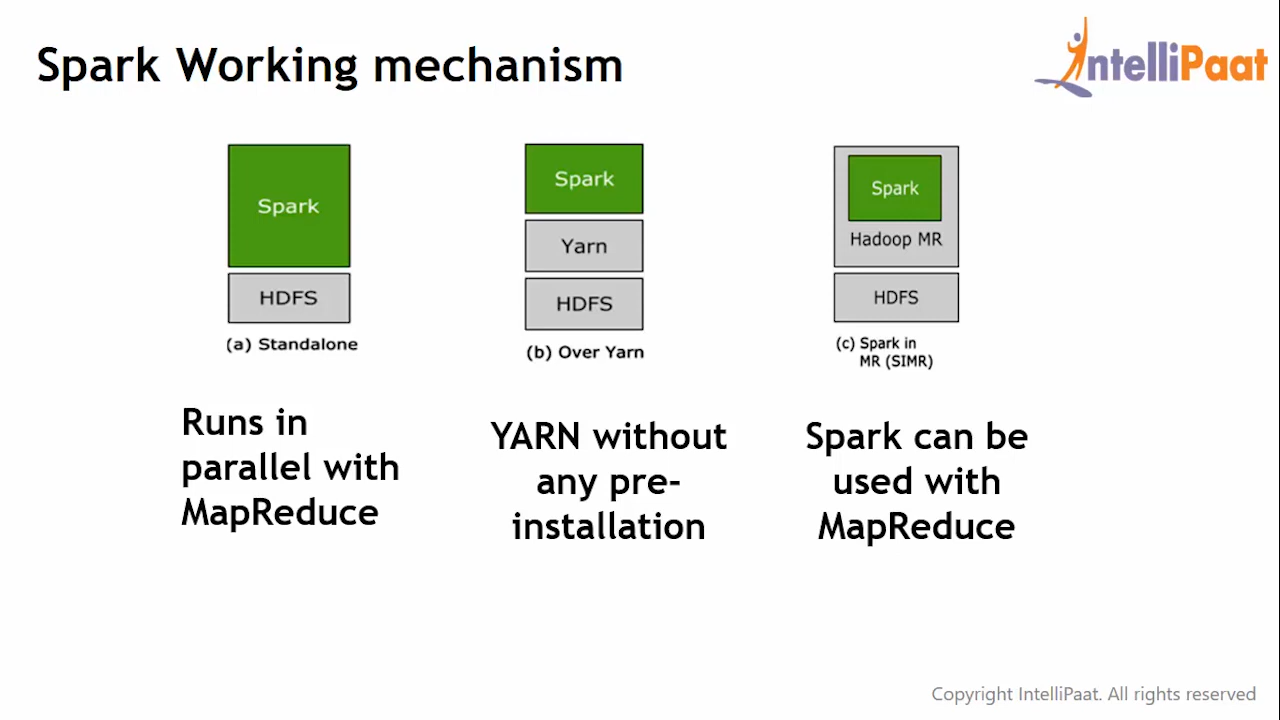 Spark Working mechanism
IntelliPaat
Spark
HDFS
(a) Standalone
Spark
Yarn
HDFS
(b) Over Yarn
Spark
Hadoop MR
HDFS
(c) Spark in
MR (SIMR)
Runs in
parallel with
MapReduce
YARN without
any pre-
installation
Spark can be
used with
MapReduce
Copyright IntelliPaat. All rights reserved